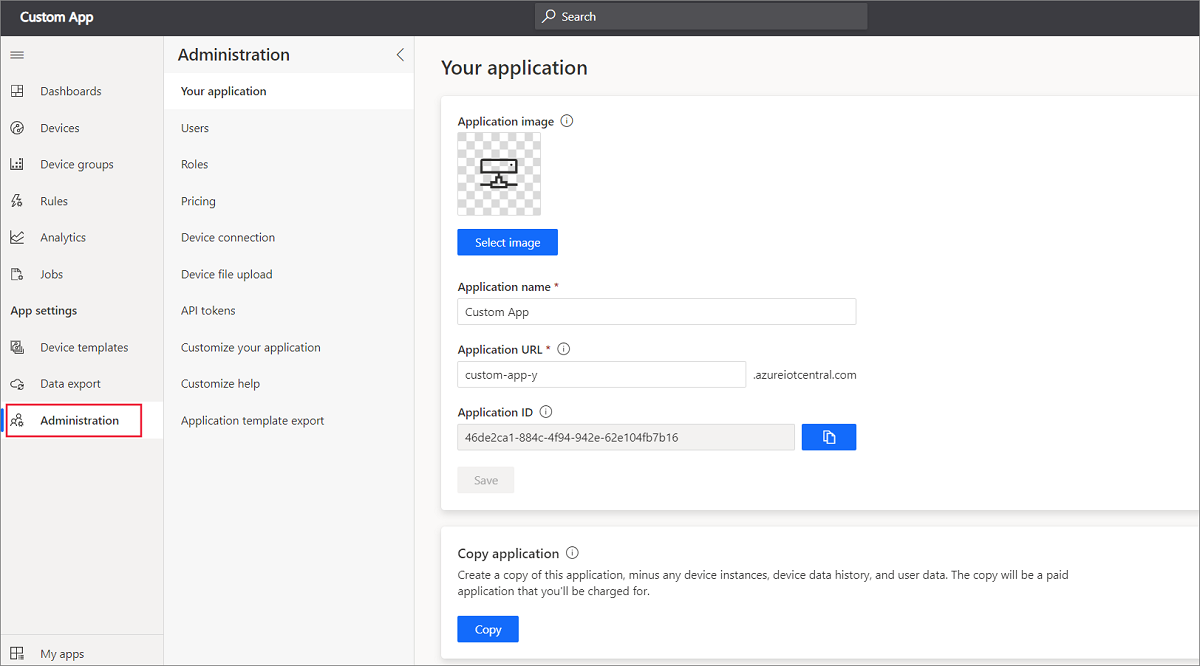 Custom App
Search
Dashboards
Devices
Device groups
Rules
Analytics
Jobs
App settings
Device templates
Data export
Administration
My apps
Administration
Your application
Users
Roles
Pricing
Device connection
Device file upload
API tokens
Customize your application
Customize help
Application template export
Your application
Application image
Select image
Application name *
Custom App
Application URL *
custom-app-y .azureiotcentral.com
Application ID
46de2ca1-884c-4f94-942e-62e104fb7b16
Save
Copy application
Create a copy of this application, minus any device instances, device data history, and user data. The copy will be a paid
application that you'll be charged for.
Copy